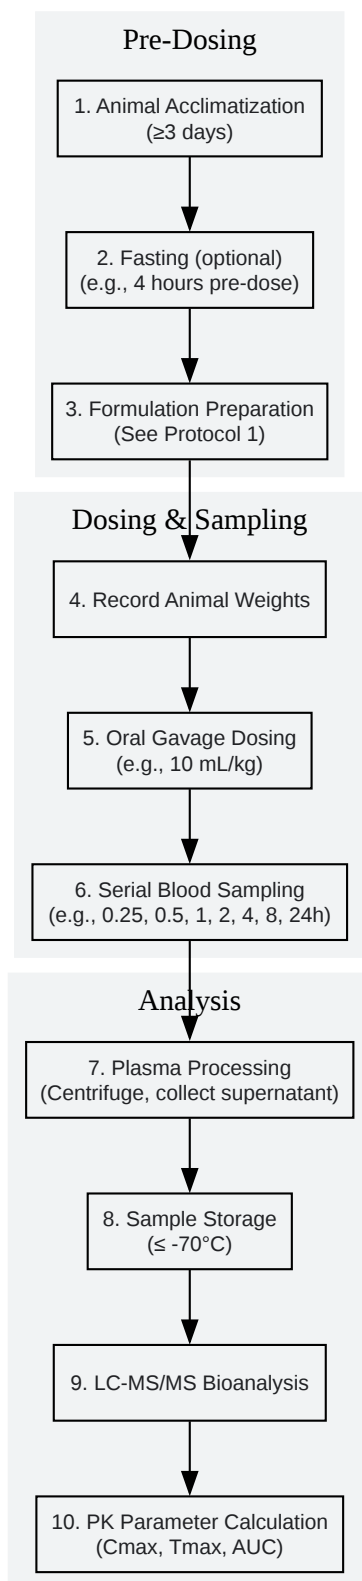 Pre-Dosing
1. Animal Acclimatization
(≥3 days)
2. Fasting (optional)
(e.g., 4 hours pre-dose)
3. Formulation Preparation
(See Protocol 1)
Dosing & Sampling
4. Record Animal Weights
5. Oral Gavage Dosing
(e.g., 10 mL/kg)
6. Serial Blood Sampling
(e.g., 0.25, 0.5, 1, 2, 4, 8, 24h)
Analysis
7. Plasma Processing
(Centrifuge, collect supernatant)
8. Sample Storage
(≤ -70°C)
9. LC-MS/MS Bioanalysis
10. PK Parameter Calculation
(Cmax, Tmax, AUC)